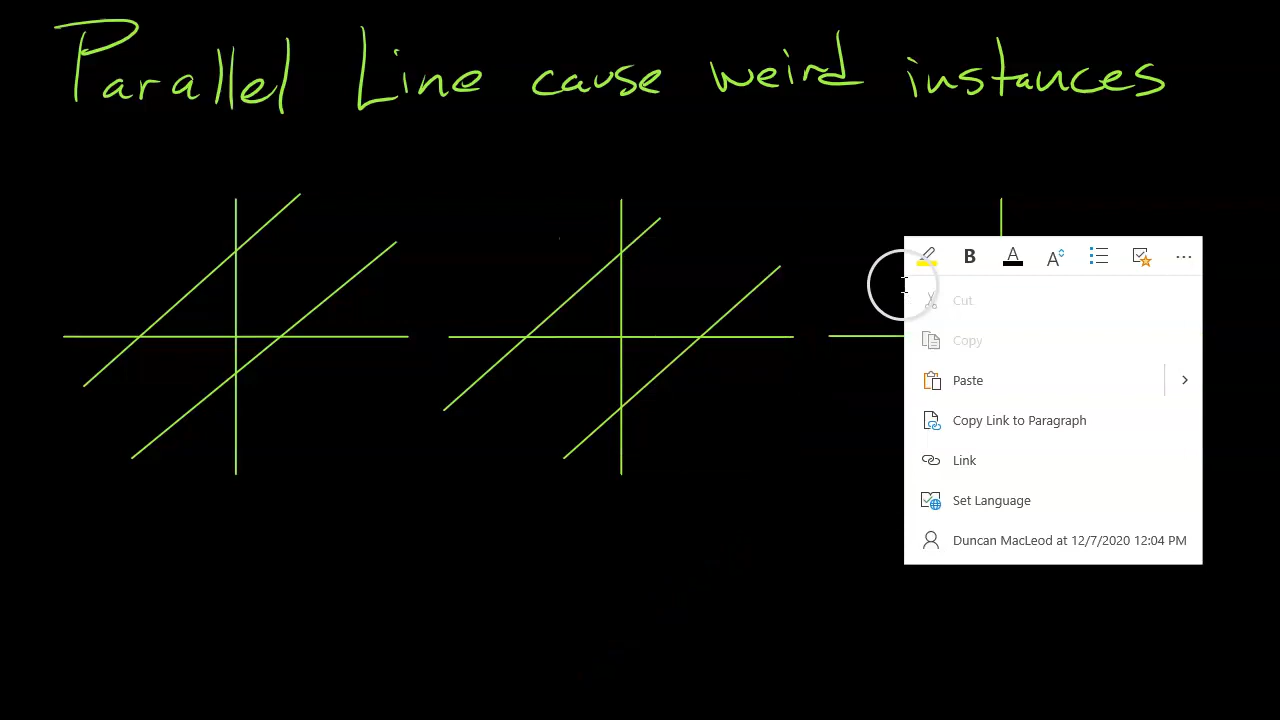 Parallel Line cause weird instances
B A A ...
Cut
Copy
Paste
Copy Link to Paragraph
Link
Set Language
Duncan MacLeod at 12/7/2020 12:04 PM